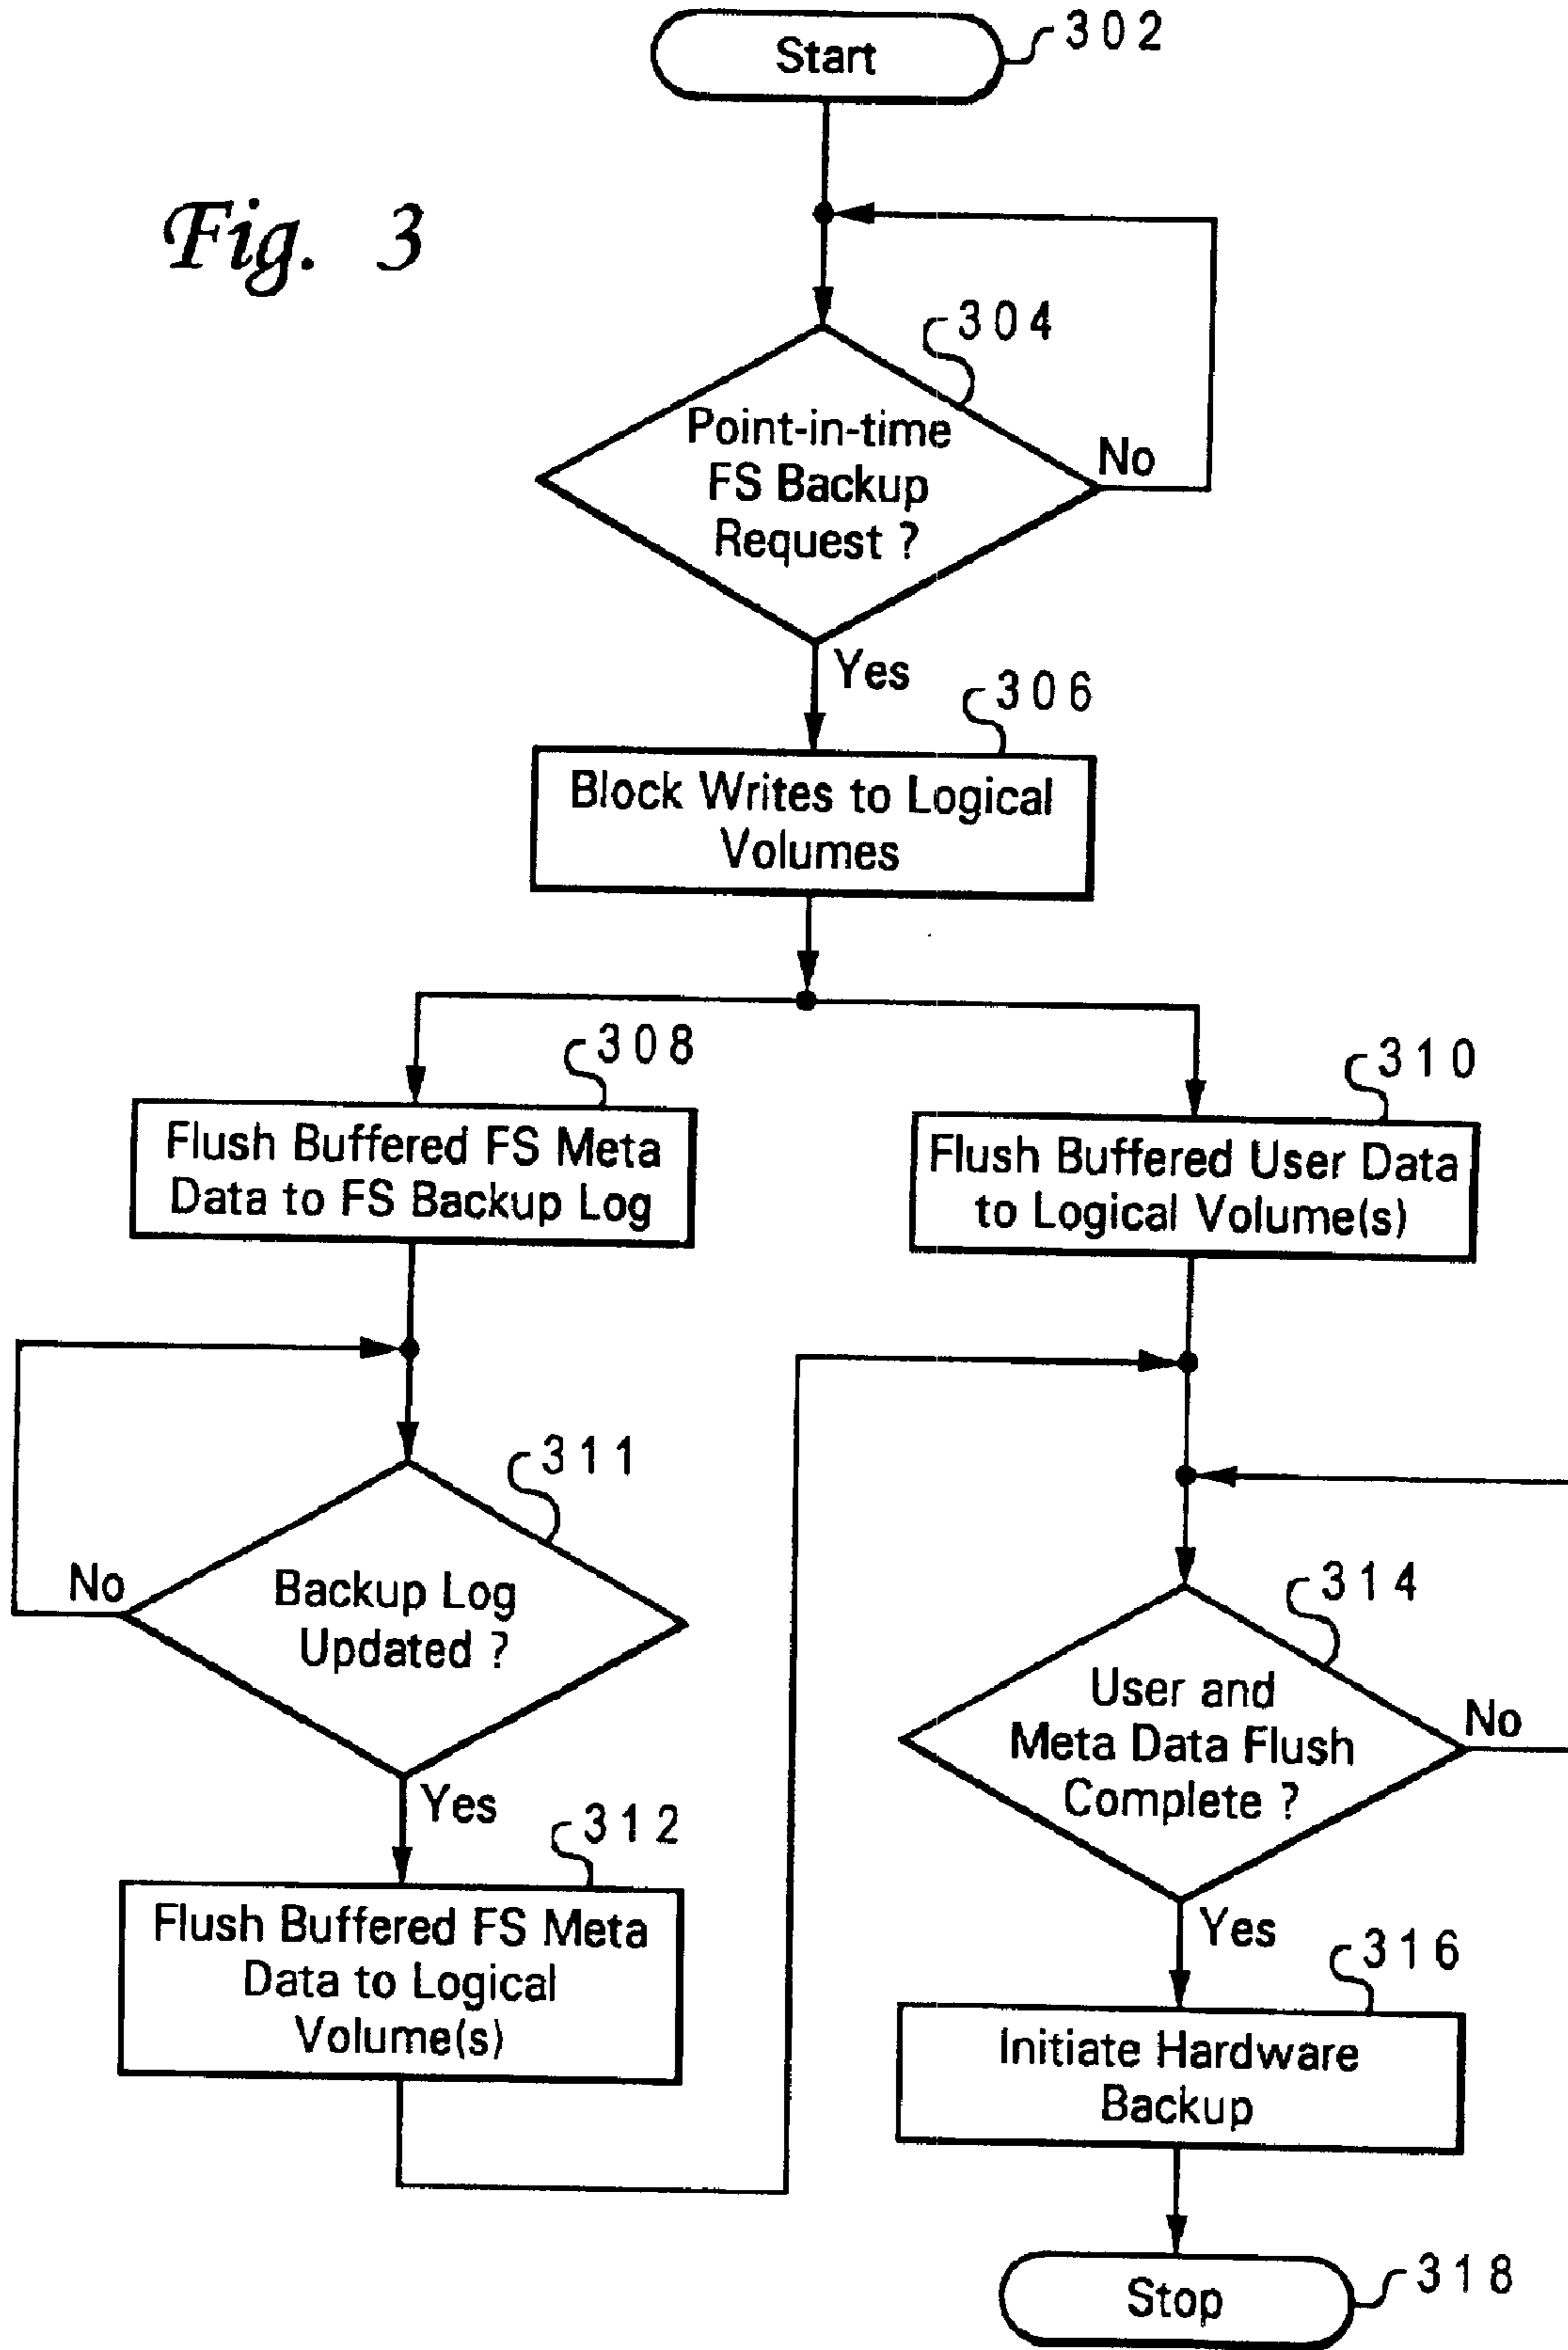 Start
302
Fig. 3
304
Point-in-time
FS Backup
Request ?
No
Yes
306
Block Writes to Logical
Volumes
308
Flush Buffered FS Meta
Data to FS Backup Log
310
Flush Buffered User Data
to Logical Volume(s)
311
Backup Log
Updated ?
No
Yes
312
Flush Buffered FS Meta
Data to Logical
Volume(s)
314
User and
Meta Data Flush
Complete ?
No
Yes
316
Initiate Hardware
Backup
Stop
318